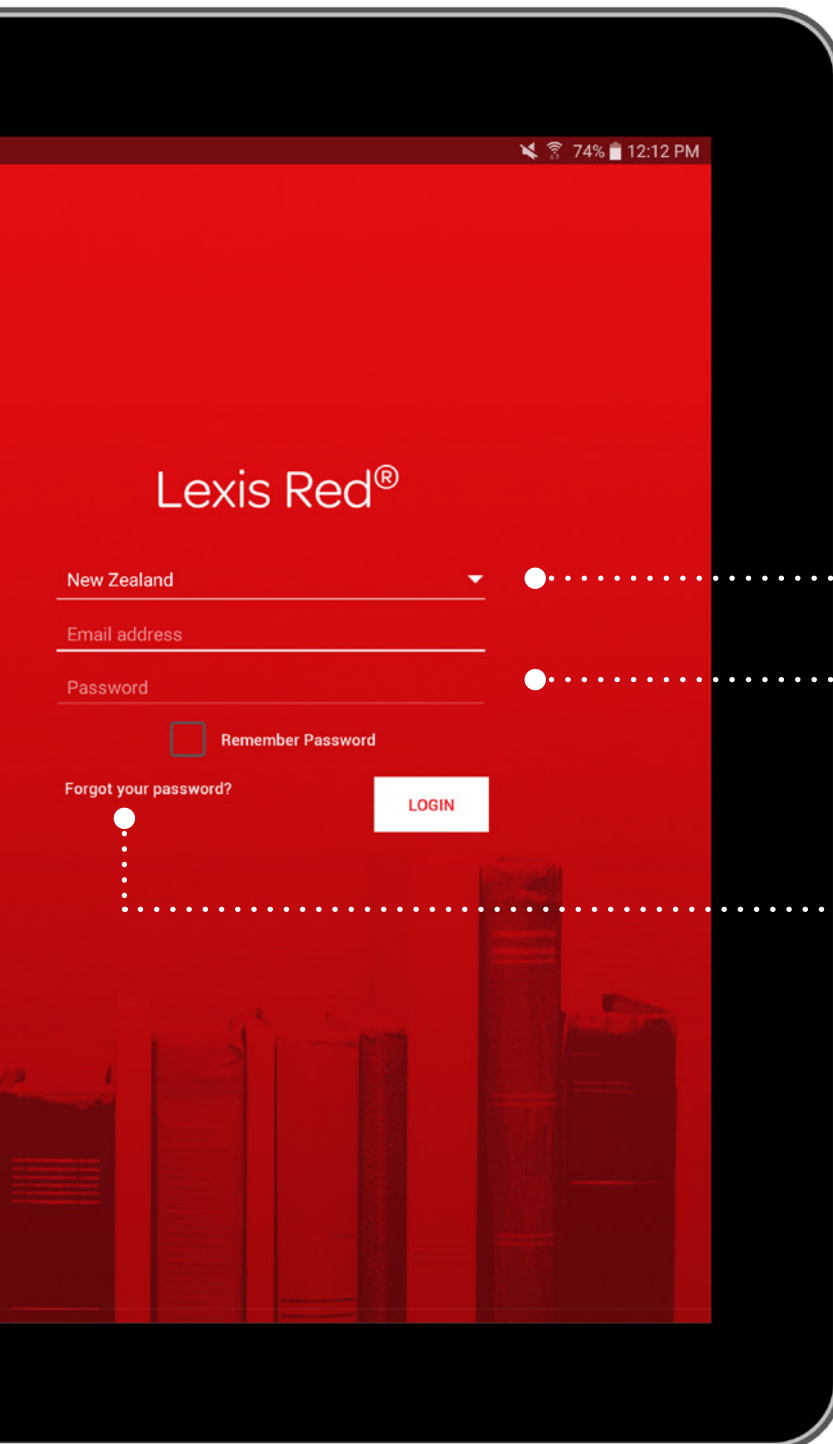 74% 12:12 PM
Lexis Red®
New Zealand
Email address
Password
Remember Password
Forgot your password?
LOGIN